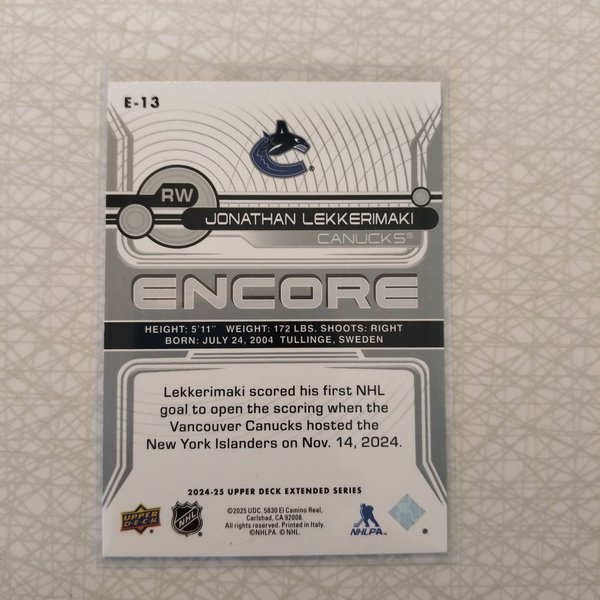 E-13
RW
JONATHAN LEKKERIMAKI
CANUCKS®
ENCORE
HEIGHT: 5'11" WEIGHT: 172 LBS. SHOOTS: RIGHT
BORN: JULY 24, 2004 TULLINGE, SWEDEN
Lekkerimaki scored his first NHL
goal to open the scoring when the
Vancouver Canucks hosted the
New York Islanders on Nov. 14, 2024.
2024-25 UPPER DECK EXTENDED SERIES
UPPER DECK
NHL
©2025 UDC. 5830 El Camino Real,
Carlsbad, CA 92008.
All rights reserved. Printed in Italy.
©NHLPA. © NHL.
NHLPA